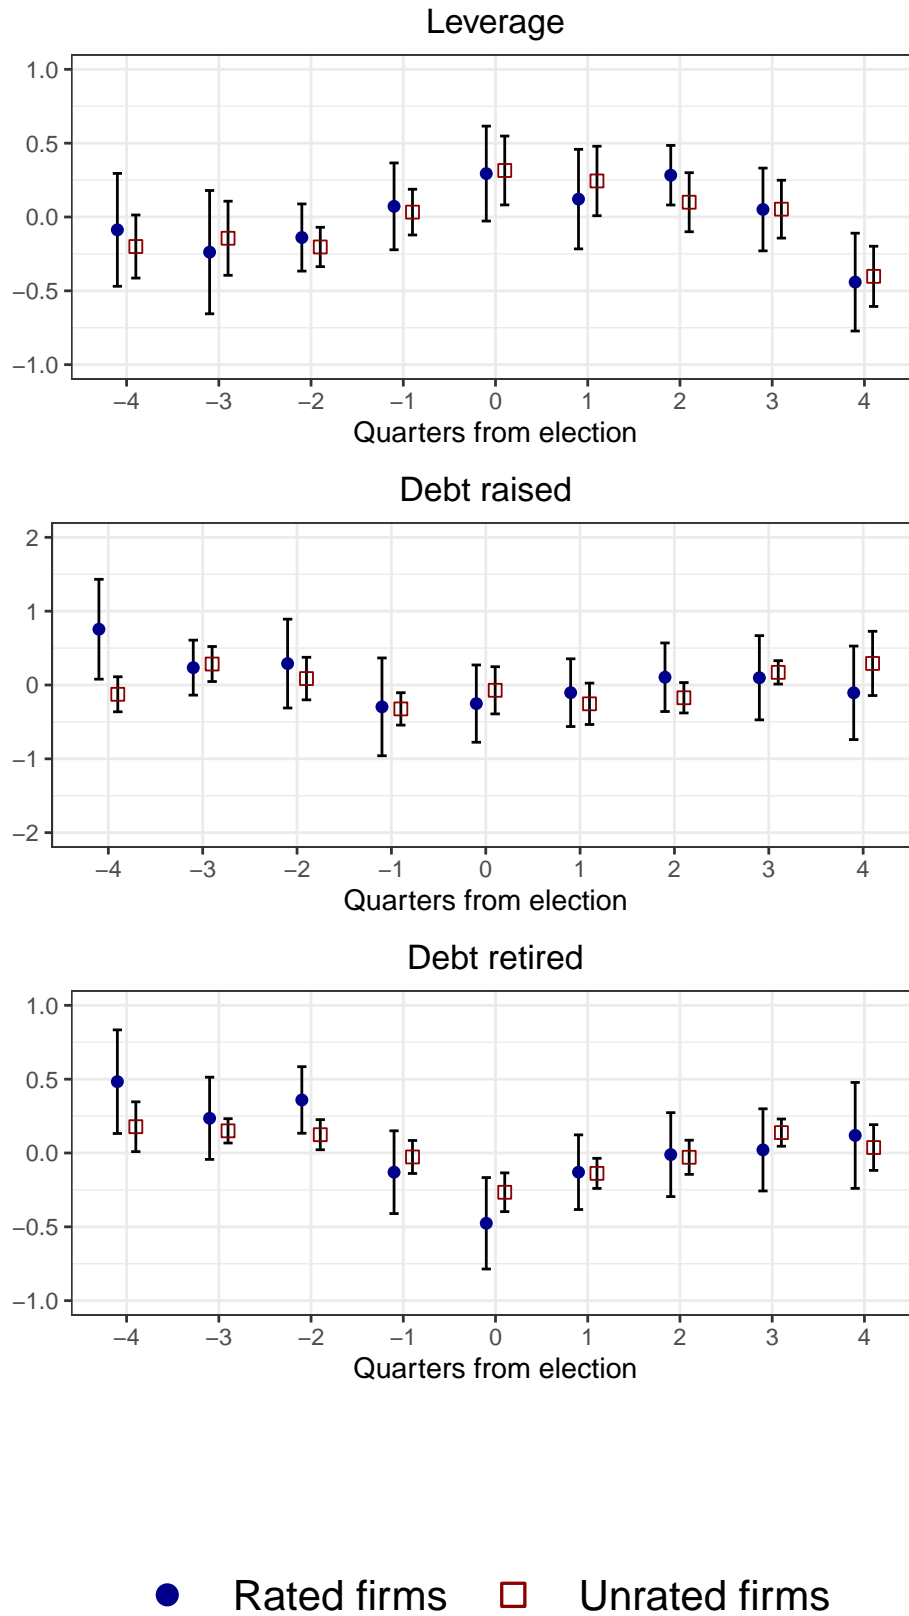 Leverage
1.0
0.5
0.0
−0.5
−1.0
−4 −3 −2 −1 0 1 2 3 4
Quarters from election
Debt raised
2
1
0
−1
−2
−4 −3 −2 −1 0 1 2 3 4
Quarters from election
Debt retired
1.0
0.5
0.0
−0.5
−1.0
−4 −3 −2 −1 0 1 2 3 4
Quarters from election
Rated firms Unrated firms